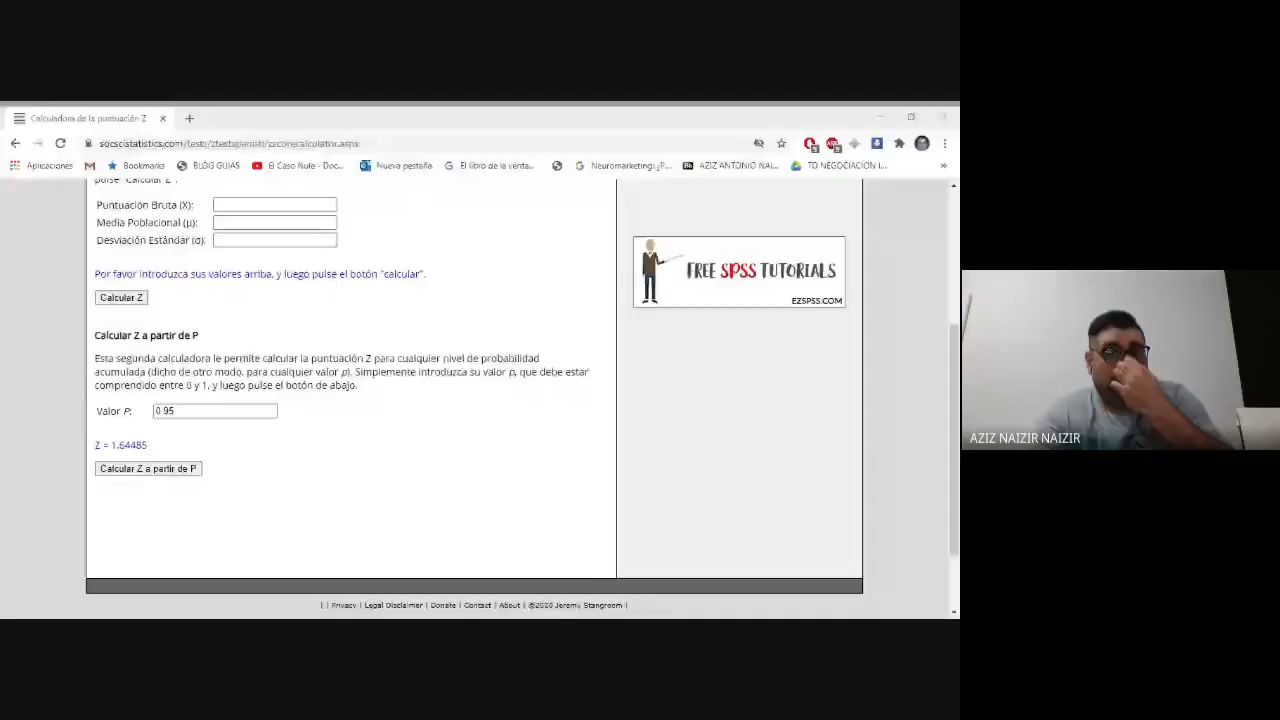 Calculadora de la puntuación Z
socscistatistics.com/tests/ztest/spanish/zscorecalculator.aspx
Aplicaciones
Bookmarks
BLOG GUIAS
El Caso Nule - Doc...
Nueva pestaña
El libro de la venta...
Neuromarketing:¿P...
AZIZ ANTONIO NAI...
TD NEGOCIACION I...
»
pulse "Calcular Z".
Puntuación Bruta (X):
Media Poblacional (μ):
Desviación Estándar (σ):
Por favor introduzca sus valores arriba, y luego pulse el botón "calcular".
Calcular Z
Calcular Z a partir de P
Esta segunda calculadora le permite calcular la puntuación Z para cualquier nivel de probabilidad
acumulada (dicho de otro modo, para cualquier valor p). Simplemente introduzca su valor p, que debe estar
comprendido entre 0 y 1, y luego pulse el botón de abajo.
Valor P: 0.95
Z = 1.64485
Calcular Z a partir de P
FREE SPSS TUTORIALS
EZSPSS.COM
| | Privacy | Legal Disclaimer | Donate | Contact | About | ©2020 Jeremy Stangroom |
AZIZ NAIZIR NAIZIR